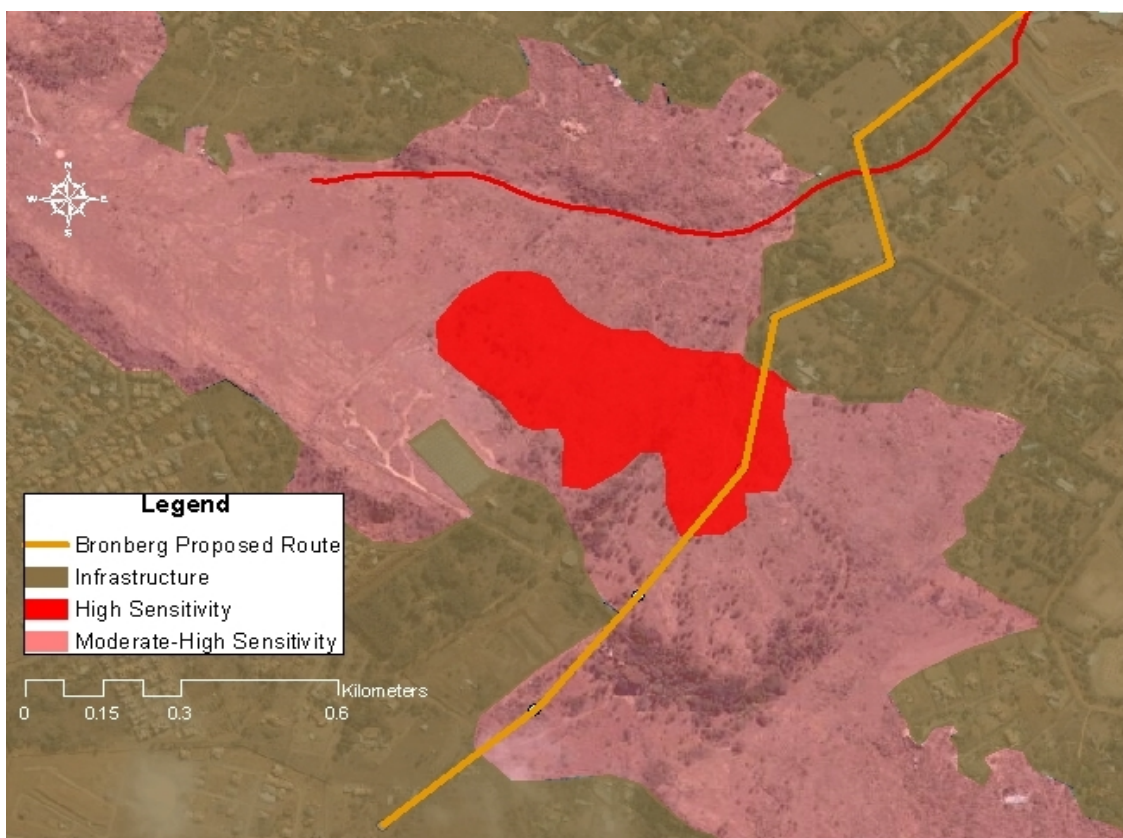 N
W E
S
Legend
Bronberg Proposed Route
Infrastructure
High Sensitivity
Moderate-High Sensitivity
Kilometers
0 0.15 0.3 0.6